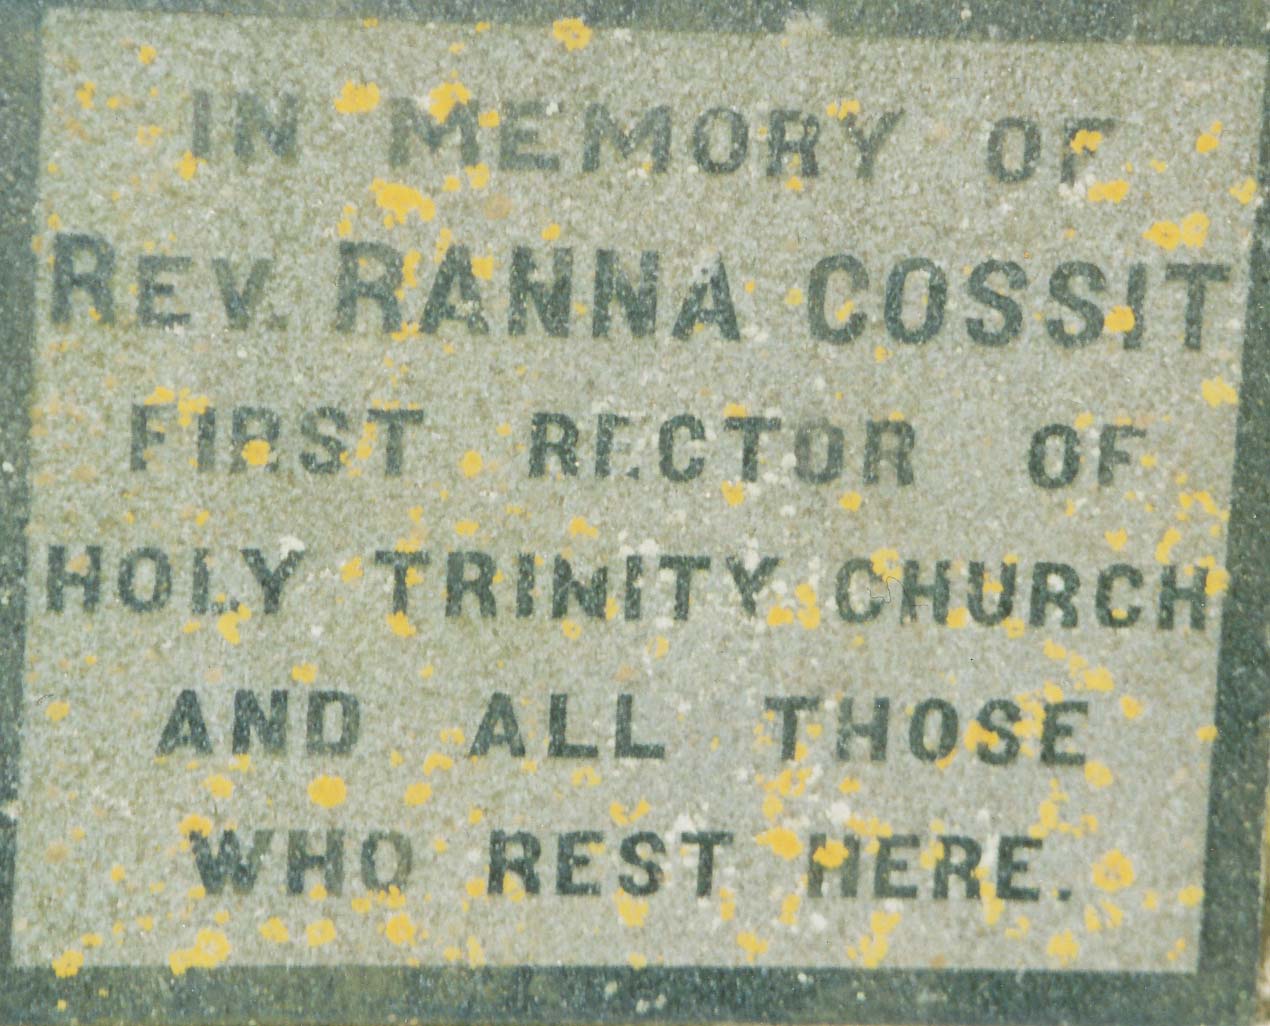 IN MEMORY OF
REV. RANNA COSSIT
FIRST RECTOR OF
HOLY TRINITY CHURCH
AND ALL THOSE
WHO REST HERE.